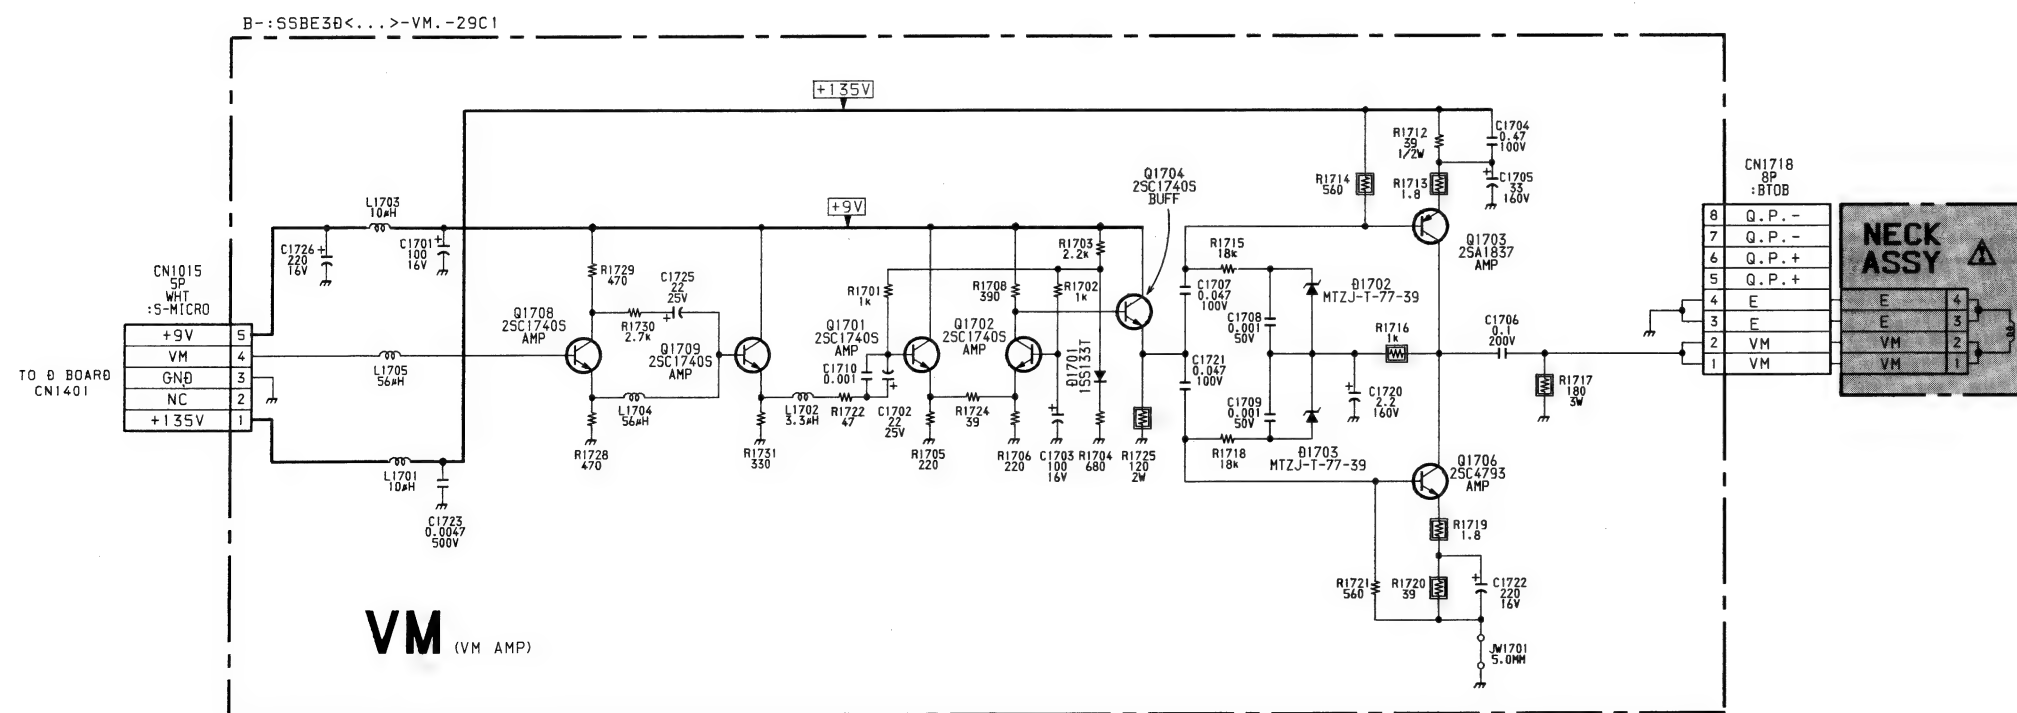 B-:SSBE3D<...>-VM.-29C1
+135V
R1712
39
1/2W
C1704
0.47
100V
R1714
560
R1713
1.8
C1705
33
160V
Q1704
2SC1740S
BUFF
CN1718
8P
:BTOB
L1703
10µH
+9V
C1726
220
16V
C1701
100
16V
R1703
2.2k
R1715
18k
Q1703
2SA1837
AMP
8 Q.P.-
7 Q.P.-
6 Q.P.+
5 Q.P.+
4 E
3 E
2 VM
1 VM
NECK
ASSY
E 4
E 3
VM 2
VM 1
CN1015
5P
WHT
:S-MICRO
R1729
470
C1725
22
25V
R1701
1k
R1708
390
R1702
1k
C1707
0.047
100V
D1702
MTZJ-T-77-39
Q1708
2SC1740S
AMP
R1730
2.7k
Q1709
2SC1740S
AMP
Q1701
2SC1740S
AMP
Q1702
2SC1740S
AMP
C1708
0.001
50V
R1716
1k
C1706
0.1
200V
TO D BOARD
CN1401
+9V 5
VM 4
GND 3
NC 2
+135V 1
L1705
56µH
C1710
0.001
D1701
1SS133T
C1721
0.047
100V
C1720
2.2
160V
R1717
180
3W
L1704
56µH
L1702
3.3µH
R1722
47
C1702
22
25V
R1724
39
C1709
0.001
50V
R1728
470
R1731
330
R1705
220
R1706
220
C1703
100
16V
R1704
680
R1725
120
2W
R1718
18k
D1703
MTZJ-T-77-39
Q1706
2SC4793
AMP
L1701
10µH
C1723
0.0047
500V
R1719
1.8
R1721
560
R1720
39
C1722
220
16V
VM (VM AMP)
JW1701
5.0MM